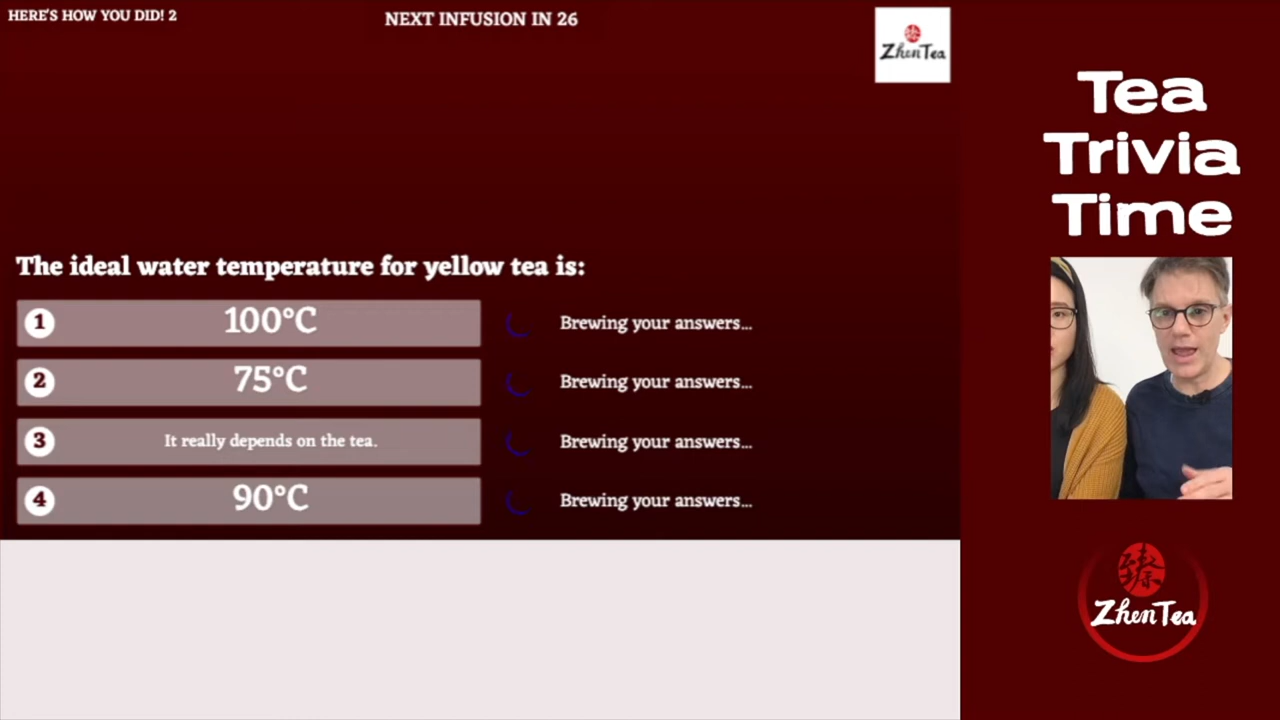 HERE'S HOW YOU DID! 2
NEXT INFUSION IN 26
ZhenTea
The ideal water temperature for yellow tea is:
1 100°C Brewing your answers...
2 75°C Brewing your answers...
3 It really depends on the tea. Brewing your answers...
4 90°C Brewing your answers...
Tea
Trivia
Time
臻
ZhenTea